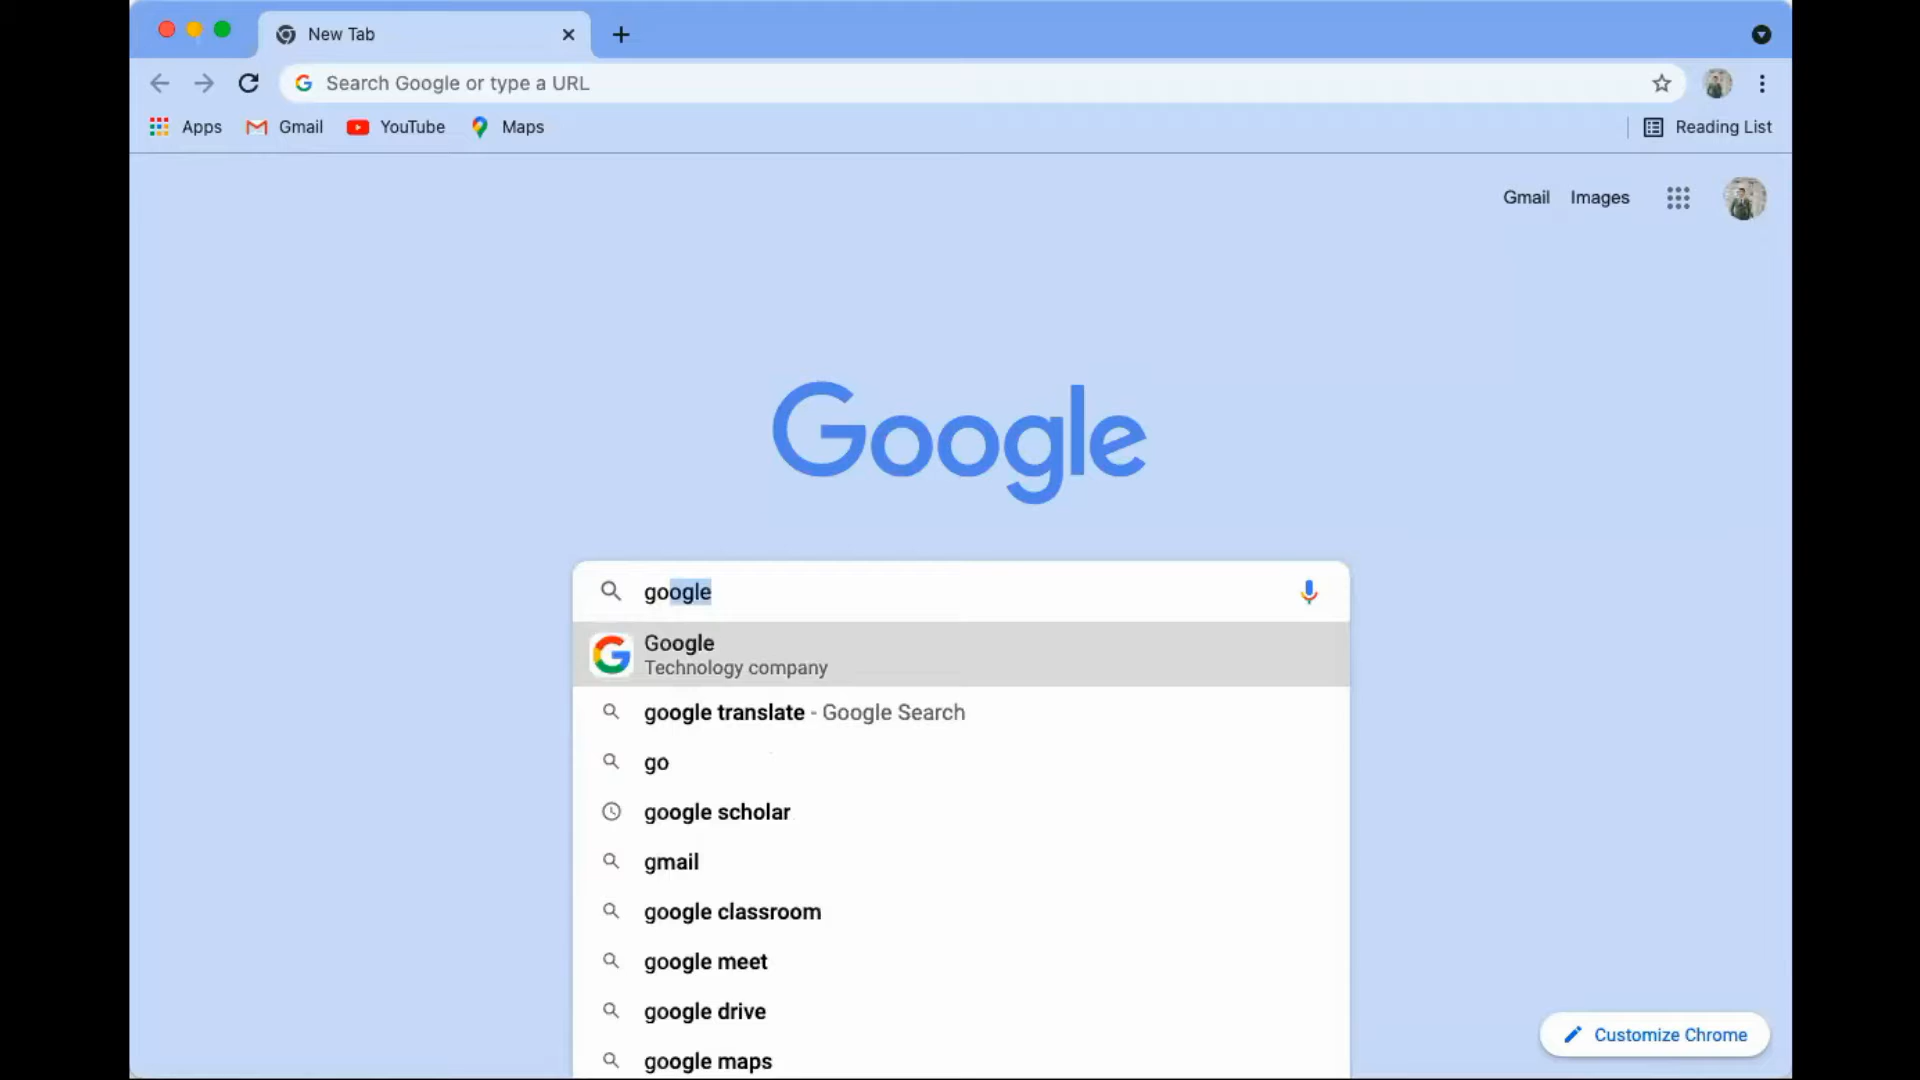 New Tab
Search Google or type a URL
Apps Gmail YouTube Maps Reading List
Gmail Images
Google
google
Google
Technology company
google translate - Google Search
go
google scholar
gmail
google classroom
google meet
google drive
google maps
Customize Chrome